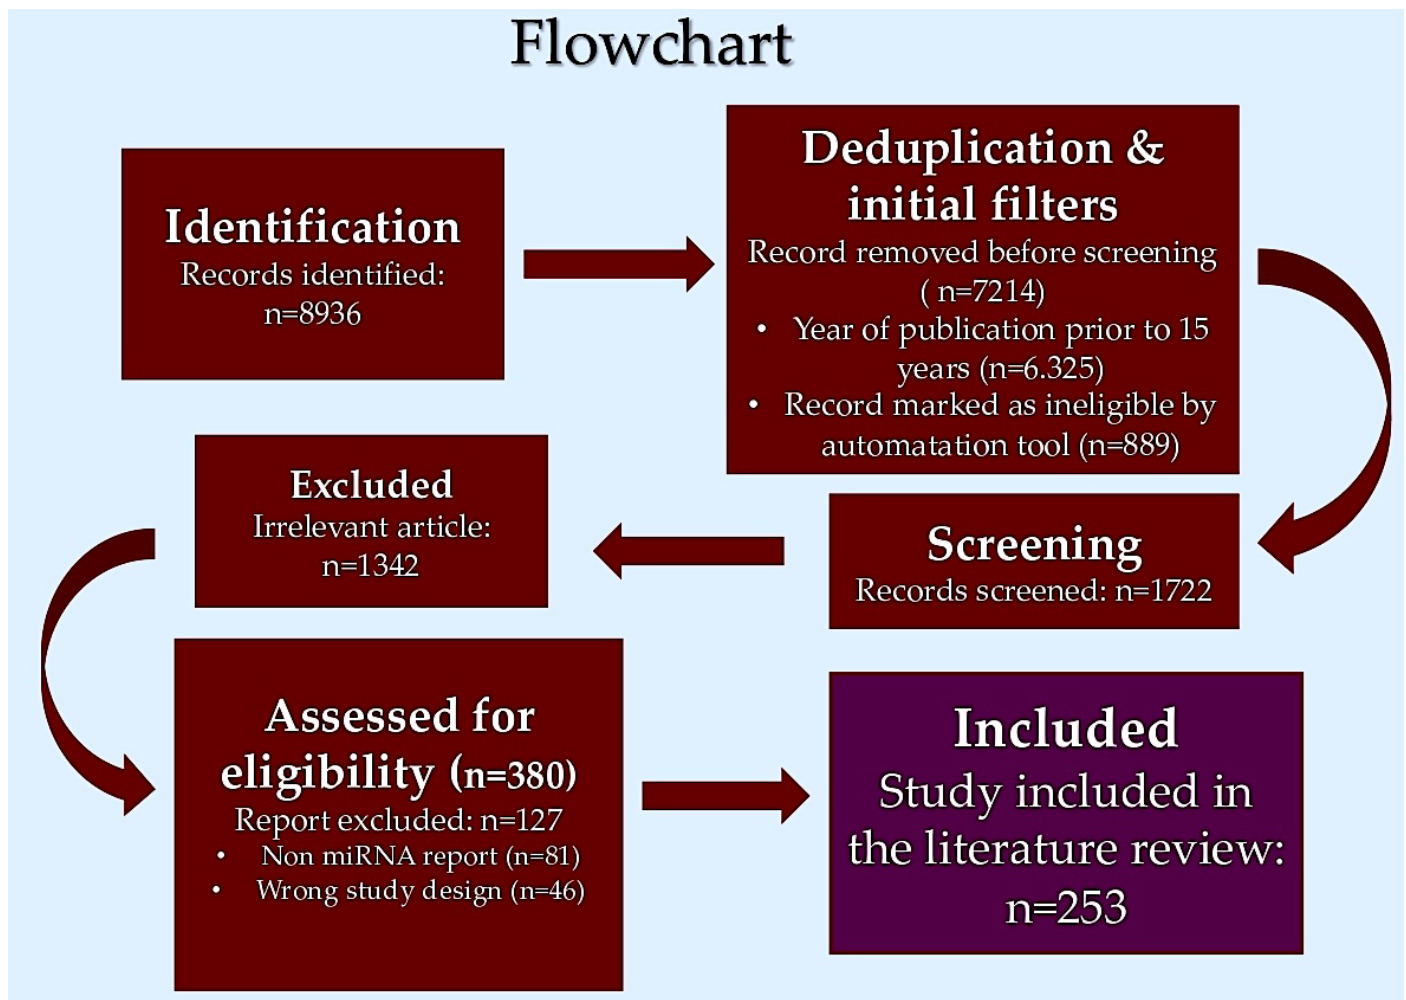 Flowchart
Identification
Records identified:
n=8936
Deduplication &
initial filters
Record removed before screening
( n=7214)
• Year of publication prior to 15
years (n=6.325)
• Record marked as ineligible by
automatation tool (n=889)
Screening
Records screened: n=1722
Excluded
Irrelevant article:
n=1342
Assessed for
eligibility (n=380)
Report excluded: n=127
• Non miRNA report (n=81)
• Wrong study design (n=46)
Included
Study included in
the literature review:
n=253